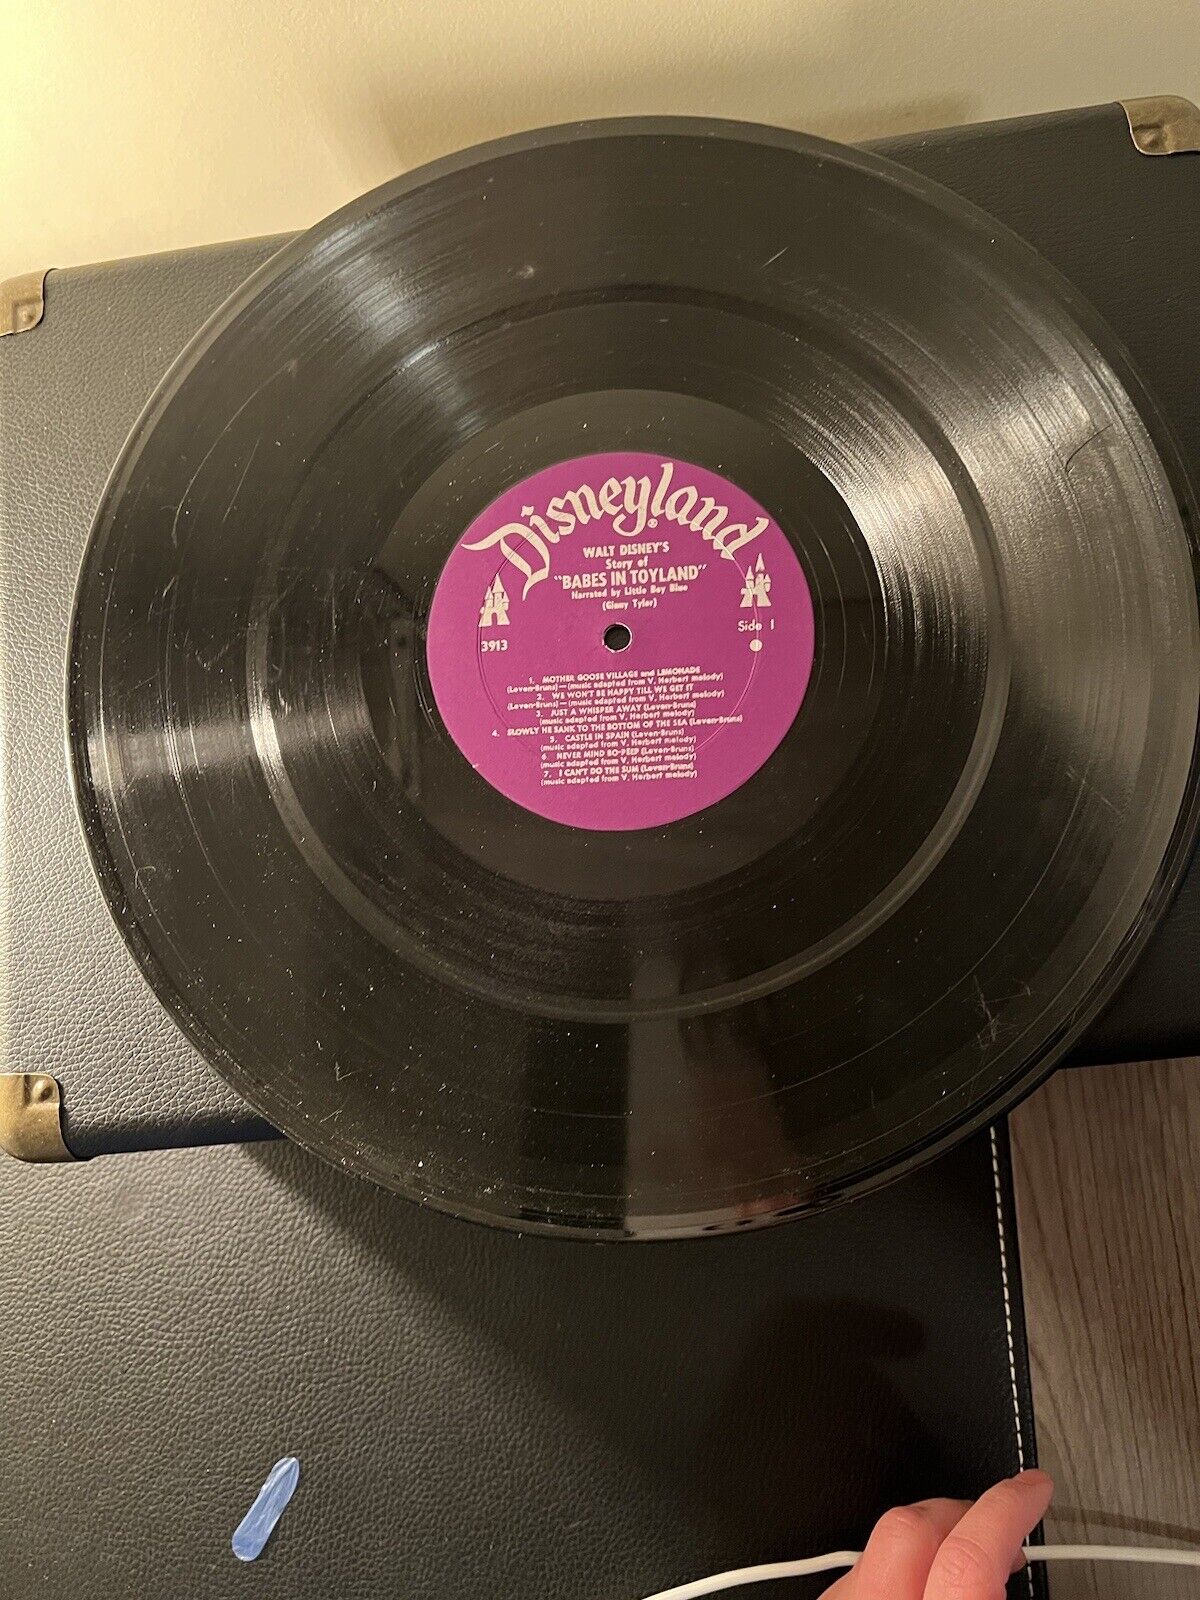 Disneyland®
WALT DISNEY'S
Story of
"BABES IN TOYLAND"
Narrated by Little Boy Blue
(Ginny Tyler)
3913
Side 1
1. MOTHER GOOSE VILLAGE and LEMONADE
(Leven-Bruns)—(music adapted from V. Herbert melody)
2. WE WON'T BE HAPPY TILL WE GET IT
(Leven-Bruns)—(music adapted from V. Herbert melody)
3. JUST A WHISPER AWAY (Leven-Bruns)
(music adapted from V. Herbert melody)
4. SLOWLY HE SANK TO THE BOTTOM OF THE SEA (Leven-Bruns)
5. CASTLE IN SPAIN (Leven-Bruns)
(music adapted from V. Herbert melody)
6. NEVER MIND BO-PEEP (Leven-Bruns)
(music adapted from V. Herbert melody)
7. I CAN'T DO THE SUM (Leven-Bruns)
(music adapted from V. Herbert melody)